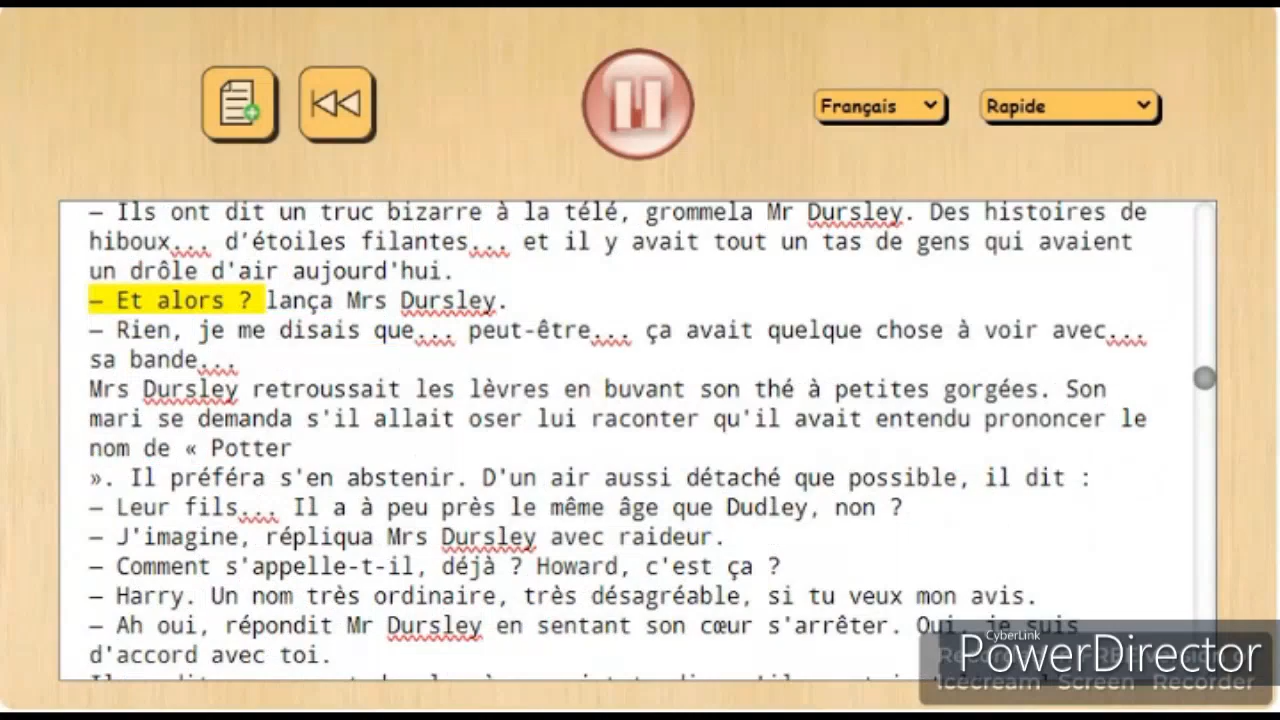 Français
Rapide
– Ils ont dit un truc bizarre à la télé, grommela Mr Dursley. Des histoires de
hiboux... d'étoiles filantes... et il y avait tout un tas de gens qui avaient
un drôle d'air aujourd'hui.
– Et alors ? lança Mrs Dursley.
– Rien, je me disais que... peut-être... ça avait quelque chose à voir avec...
sa bande...
Mrs Dursley retroussait les lèvres en buvant son thé à petites gorgées. Son
mari se demanda s'il allait oser lui raconter qu'il avait entendu prononcer le
nom de « Potter
». Il préféra s'en abstenir. D'un air aussi détaché que possible, il dit :
– Leur fils... Il a à peu près le même âge que Dudley, non ?
– J'imagine, répliqua Mrs Dursley avec raideur.
– Comment s'appelle-t-il, déjà ? Howard, c'est ça ?
– Harry. Un nom très ordinaire, très désagréable, si tu veux mon avis.
– Ah oui, répondit Mr Dursley en sentant son cœur s'arrêter. Oui, je suis
d'accord avec toi.
CyberLink
PowerDirector
Icecream Screen Recorder